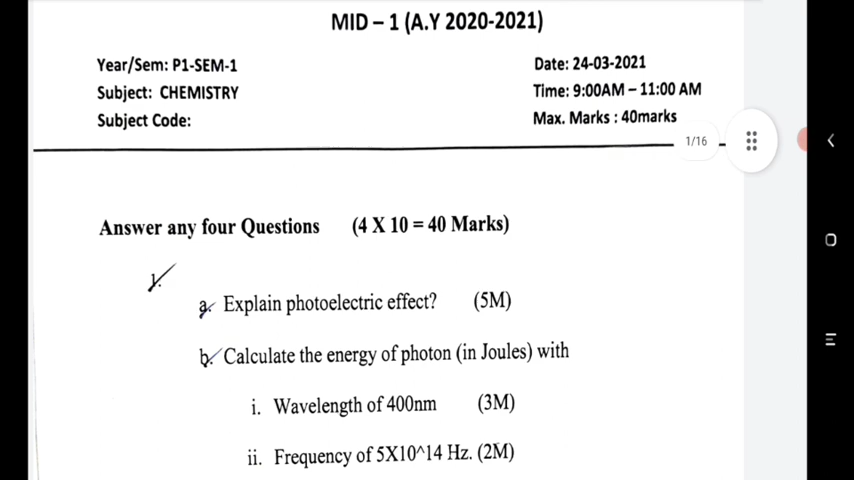 MID – 1 (A.Y 2020-2021)
Year/Sem: P1-SEM-1
Date: 24-03-2021
Subject: CHEMISTRY
Time: 9:00AM – 11:00 AM
Subject Code:
Max. Marks : 40marks
1/16
Answer any four Questions (4 X 10 = 40 Marks)
1.
a. Explain photoelectric effect? (5M)
b. Calculate the energy of photon (in Joules) with
i. Wavelength of 400nm (3M)
ii. Frequency of 5X10^14 Hz. (2M)